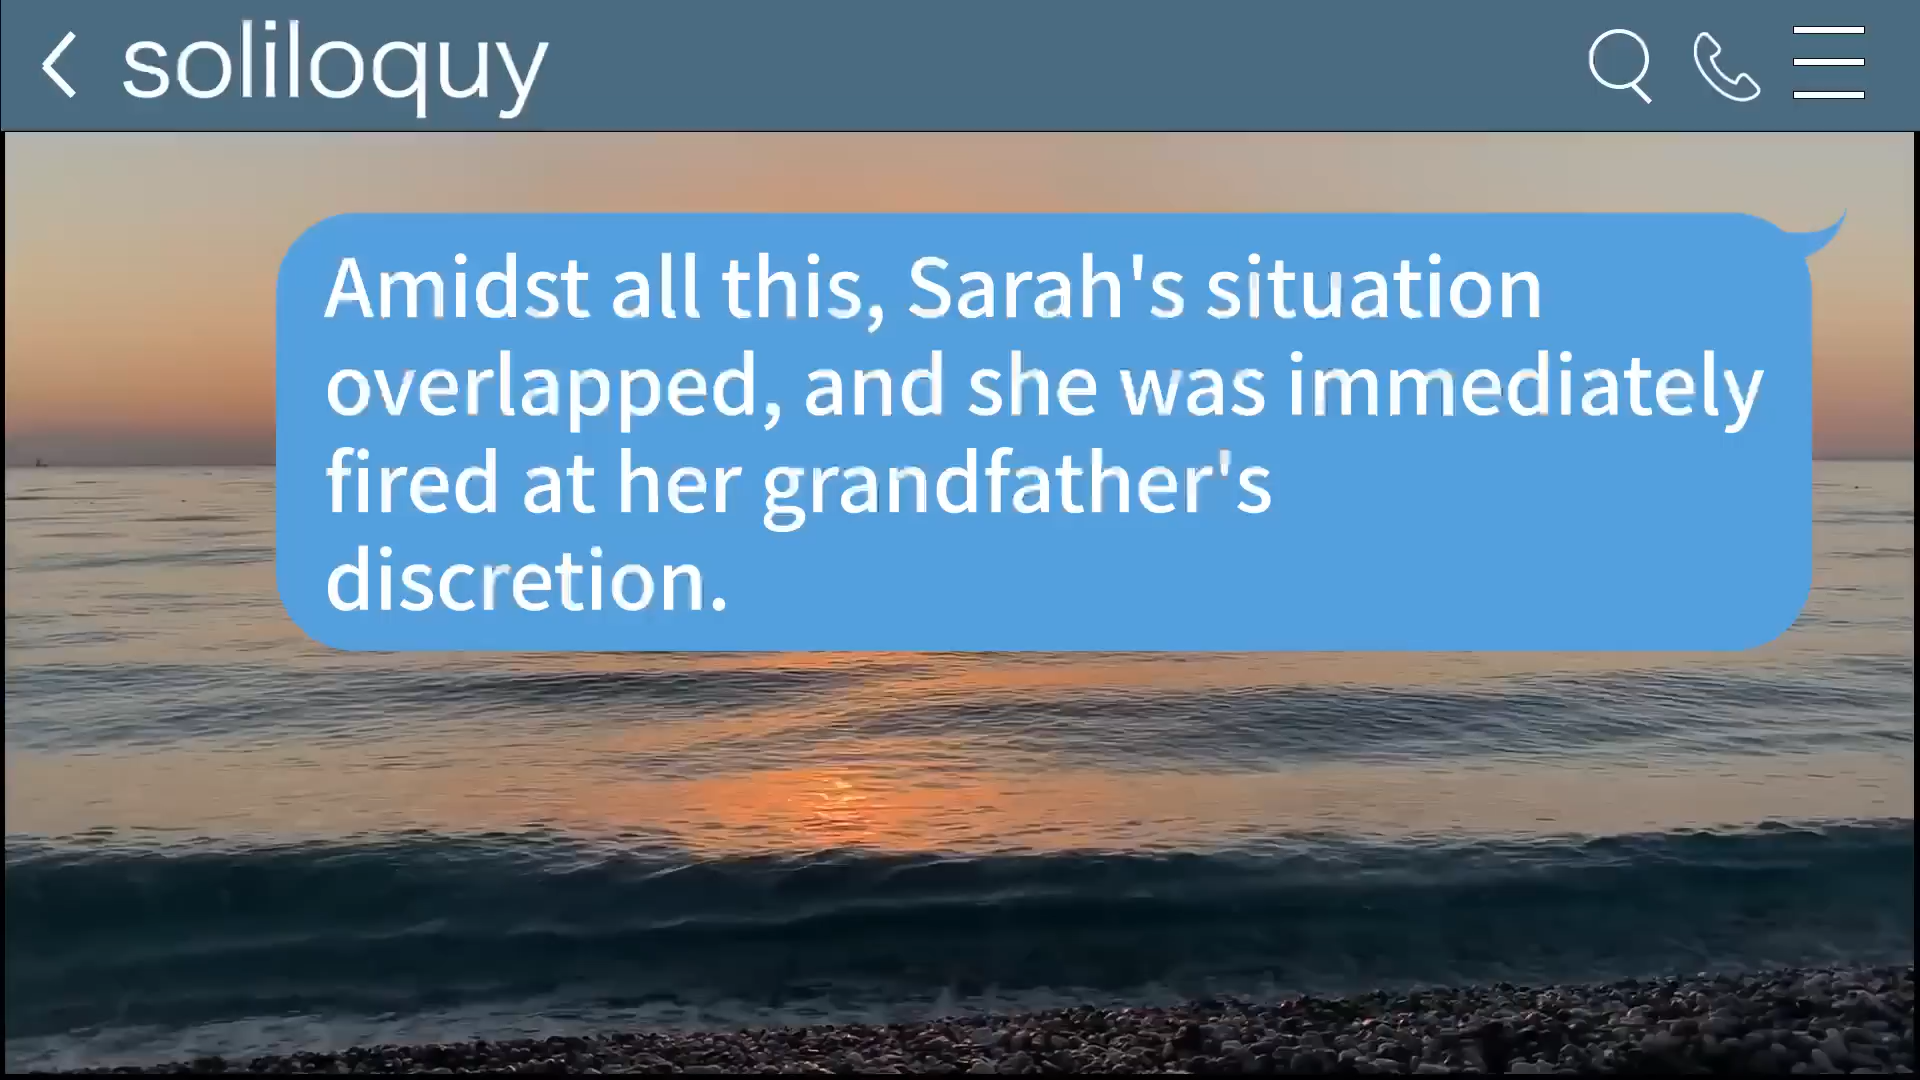 soliloquy
Amidst all this, Sarah's situation
overlapped, and she was immediately
fired at her grandfather's
discretion.